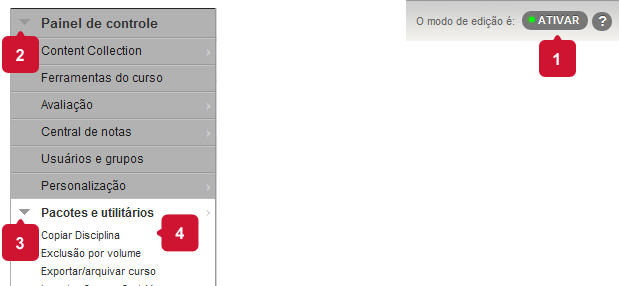 Painel de controle
O modo de edição é: ATIVAR ?
2
1
Content Collection
Ferramentas do curso
Avaliação
Central de notas
Usuários e grupos
Personalização
Pacotes e utilitários
3
Copiar Disciplina
4
Exclusão por volume
Exportar/arquivar curso